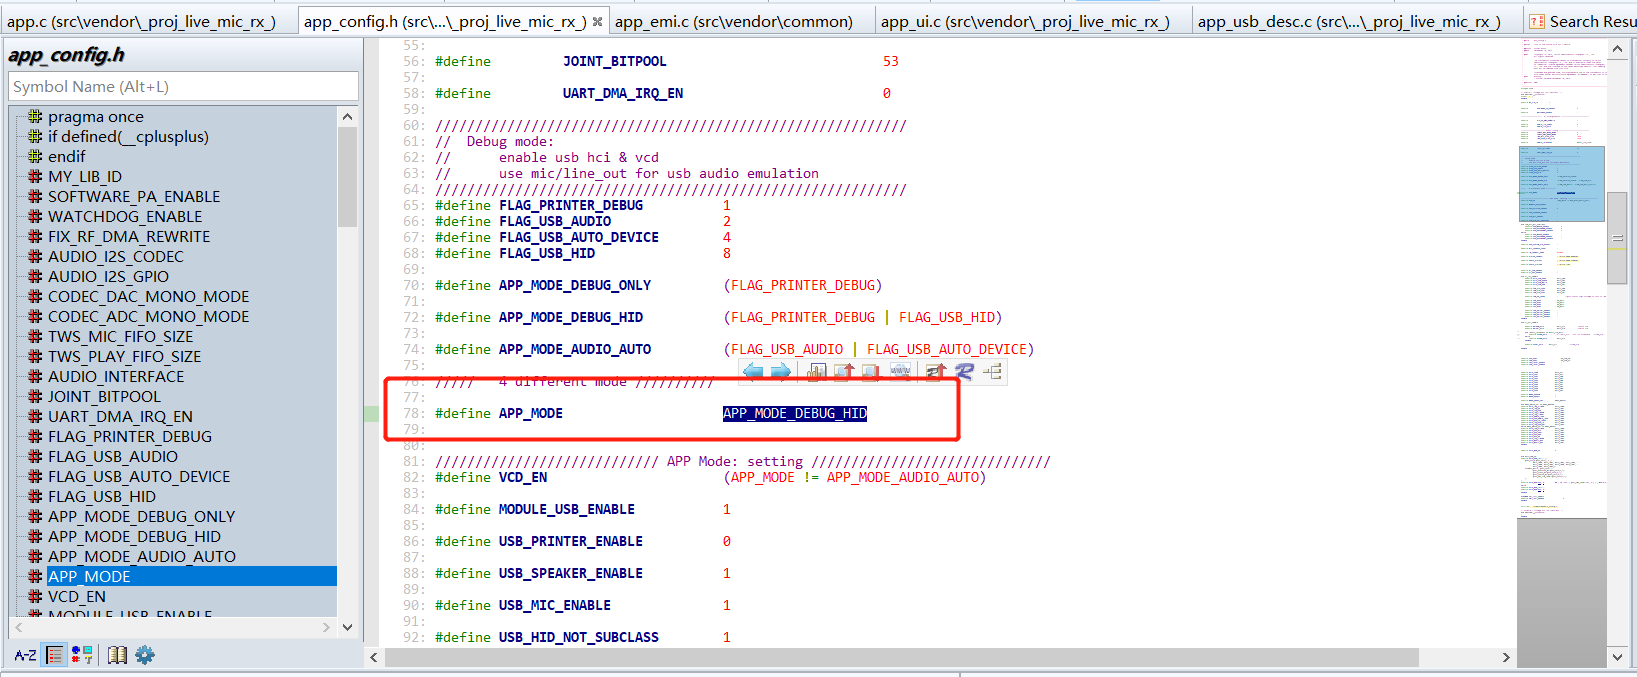 app.c (src\vendor\_proj_live_mic_rx_)
app_config.h (src\...\_proj_live_mic_rx_)
app_emi.c (src\vendor\common)
app_ui.c (src\vendor\_proj_live_mic_rx_)
app_usb_desc.c (src\...\_proj_live_mic_rx_)
Search Resu
app_config.h
Symbol Name (Alt+L)
pragma once
if defined(__cplusplus)
endif
MY_LIB_ID
SOFTWARE_PA_ENABLE
WATCHDOG_ENABLE
FIX_RF_DMA_REWRITE
AUDIO_I2S_CODEC
AUDIO_I2S_GPIO
CODEC_DAC_MONO_MODE
CODEC_ADC_MONO_MODE
TWS_MIC_FIFO_SIZE
TWS_PLAY_FIFO_SIZE
AUDIO_INTERFACE
JOINT_BITPOOL
UART_DMA_IRQ_EN
FLAG_PRINTER_DEBUG
FLAG_USB_AUDIO
FLAG_USB_AUTO_DEVICE
FLAG_USB_HID
APP_MODE_DEBUG_ONLY
APP_MODE_DEBUG_HID
APP_MODE_AUDIO_AUTO
APP_MODE
VCD_EN
MODULE_USB_ENABLE
A-Z
55:
56: #define JOINT_BITPOOL 53
57:
58: #define UART_DMA_IRQ_EN 0
59:
60: ///////////////////////////////////////////////////////////
61: // Debug mode:
62: // enable usb hci & vcd
63: // use mic/line_out for usb audio emulation
64: ///////////////////////////////////////////////////////////
65: #define FLAG_PRINTER_DEBUG 1
66: #define FLAG_USB_AUDIO 2
67: #define FLAG_USB_AUTO_DEVICE 4
68: #define FLAG_USB_HID 8
69:
70: #define APP_MODE_DEBUG_ONLY (FLAG_PRINTER_DEBUG)
71:
72: #define APP_MODE_DEBUG_HID (FLAG_PRINTER_DEBUG | FLAG_USB_HID)
73:
74: #define APP_MODE_AUDIO_AUTO (FLAG_USB_AUDIO | FLAG_USB_AUTO_DEVICE)
75:
76: ///// 4 different mode //////////
77:
78: #define APP_MODE APP_MODE_DEBUG_HID
79:
80:
81: //////////////////////////// APP Mode: setting //////////////////////////////
82: #define VCD_EN (APP_MODE != APP_MODE_AUDIO_AUTO)
83:
84: #define MODULE_USB_ENABLE 1
85:
86: #define USB_PRINTER_ENABLE 0
87:
88: #define USB_SPEAKER_ENABLE 1
89:
90: #define USB_MIC_ENABLE 1
91:
92: #define USB_HID_NOT_SUBCLASS 1